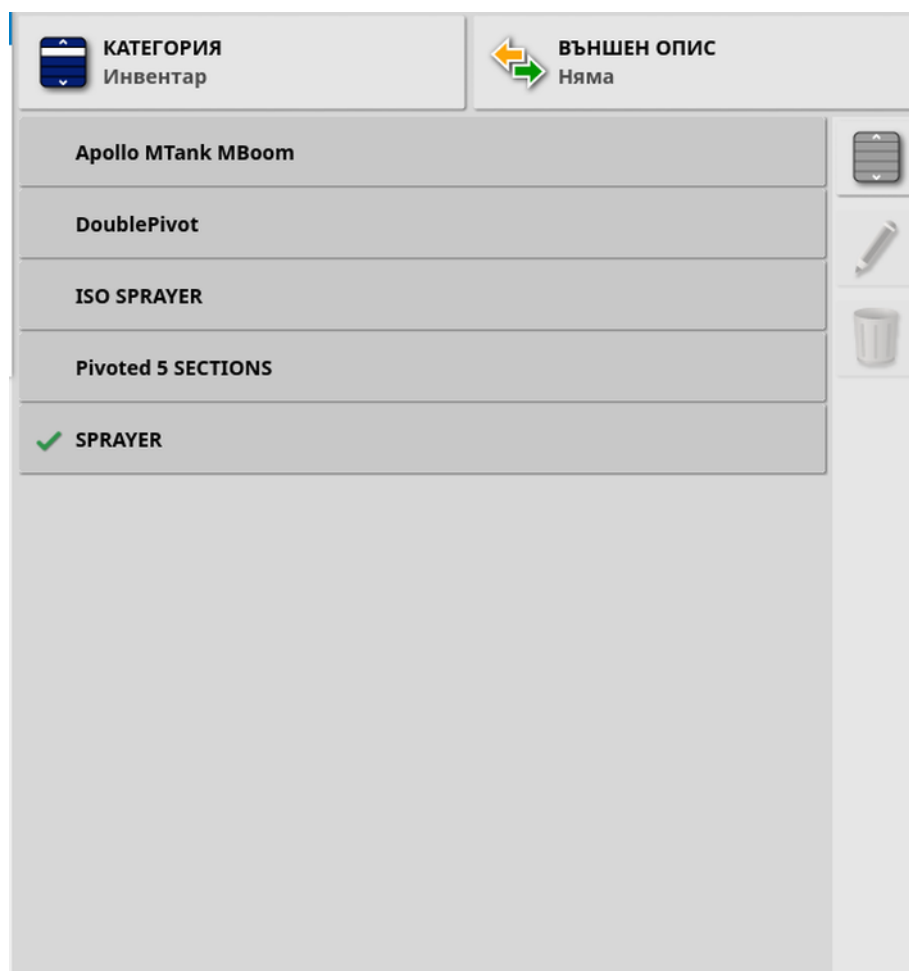 КАТЕГОРИЯ
Инвентар
ВЪНШЕН ОПИС
Няма
Apollo MTank MBoom
DoublePivot
ISO SPRAYER
Pivoted 5 SECTIONS
SPRAYER